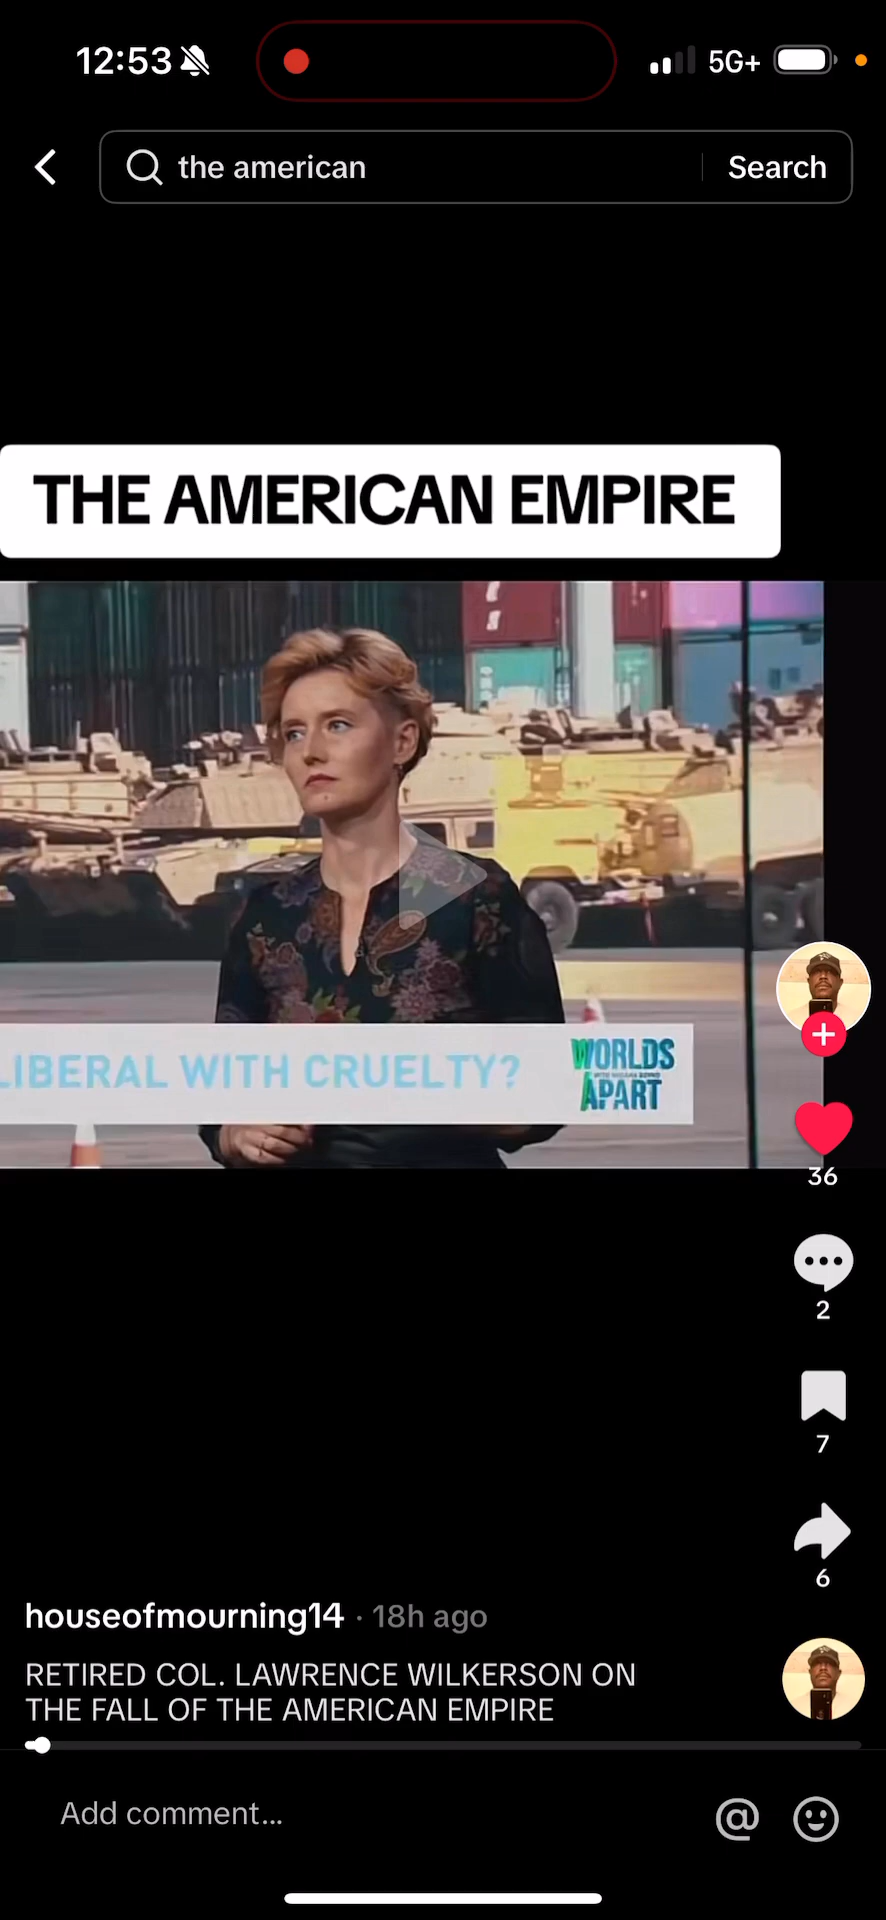 12:53
5G+
the american
Search
THE AMERICAN EMPIRE
LIBERAL WITH CRUELTY?
WORLDS
APART
36
2
7
6
houseofmourning14 · 18h ago
RETIRED COL. LAWRENCE WILKERSON ON
THE FALL OF THE AMERICAN EMPIRE
Add comment...